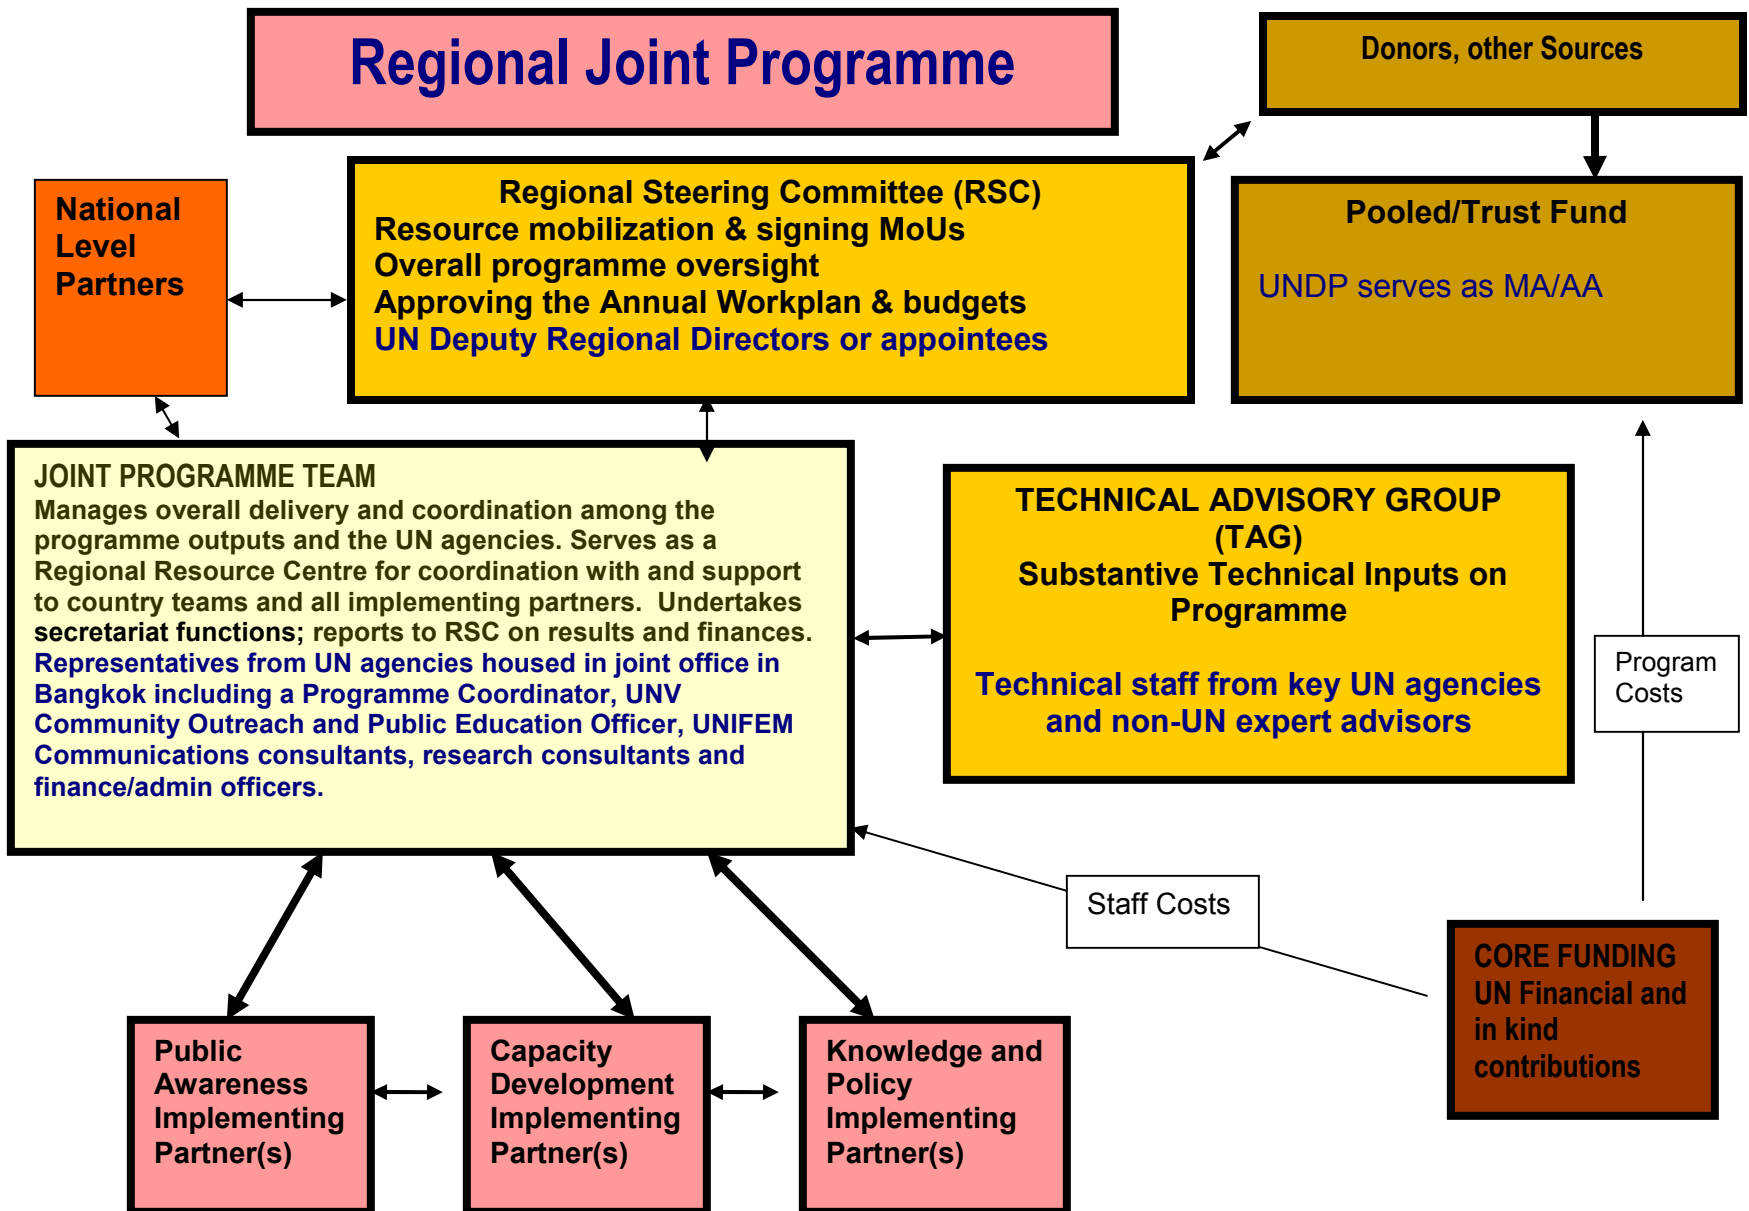 Regional Joint Programme
Donors, other Sources
National
Level
Partners
Regional Steering Committee (RSC)
Resource mobilization & signing MoUs
Overall programme oversight
Approving the Annual Workplan & budgets
UN Deputy Regional Directors or appointees
Pooled/Trust Fund
UNDP serves as MA/AA
JOINT PROGRAMME TEAM
Manages overall delivery and coordination among the
programme outputs and the UN agencies. Serves as a
Regional Resource Centre for coordination with and support
to country teams and all implementing partners.  Undertakes
secretariat functions; reports to RSC on results and finances.
Representatives from UN agencies housed in joint office in
Bangkok including a Programme Coordinator, UNV
Community Outreach and Public Education Officer, UNIFEM
Communications consultants, research consultants and
finance/admin officers.
TECHNICAL ADVISORY GROUP
(TAG)
Substantive Technical Inputs on
Programme
Technical staff from key UN agencies
and non-UN expert advisors
Program
Costs
Staff Costs
CORE FUNDING
UN Financial and
in kind
contributions
Public
Awareness
Implementing
Partner(s)
Capacity
Development
Implementing
Partner(s)
Knowledge and
Policy
Implementing
Partner(s)